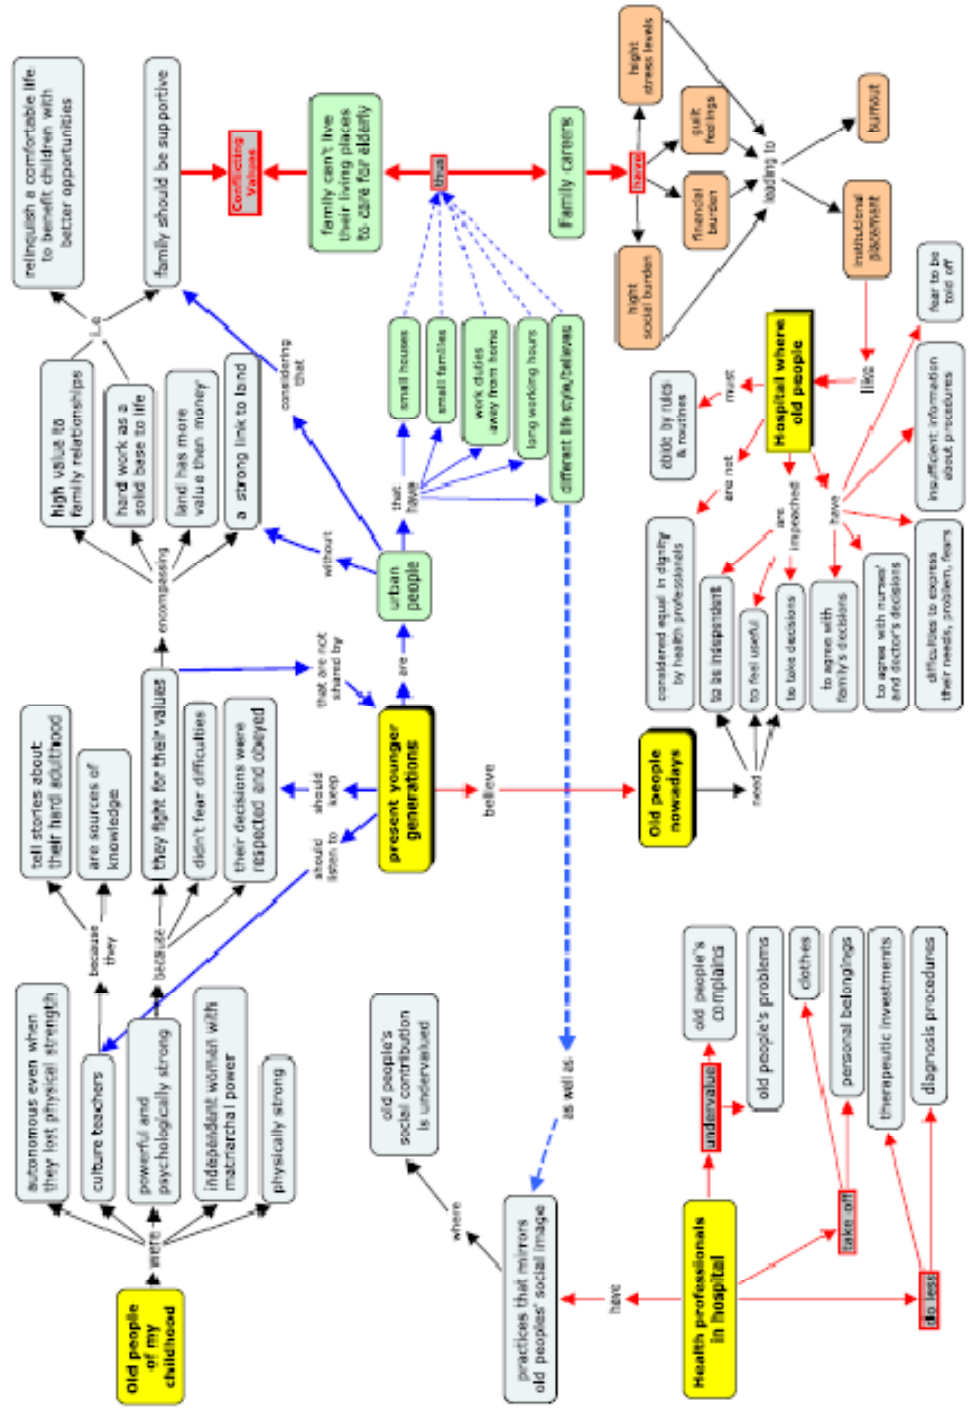 Old people
of my
childhood
were
autonomous even when
they lost physical strength
culture teachers
powerful and
psychologically strong
independent women with
matriarchal power
physically strong
because
they
because
tell stories about
their hard adulthood
are sources of
knowledge
they fight for their values
didn't fear difficulties
their decisions were
respected and obeyed
encompassing
high value to
family relationships
hard work as a
solid base to life
land has more
value then money
a strong link to land
i.e
relinquish a comfortable life
to benefit children with
better opportunities
family should be supportive
Conflicting
Values
should
listen to
should
keep
that are not
shared by
without
considering
that
present younger
generations
are
urban
people
that
have
small houses
small families
work duties
away from home
long working hours
different life style/believes
thus
family can't live
their living places
to care for elderly
Family careers
have
hight
social burden
financial
burden
guilt
feelings
hight
stress levels
leading to
institutional
placement
burnout
like
believe
as well as
old people's
social contribution
is undervalued
where
practices that mirrors
old peoples' social image
have
Health professionals
in hospital
undervalue
old people's
complains
old people's problems
take off
clothes
personal belongings
do less
therapeutic investments
diagnosis procedures
Old people
nowadays
need
considered equal in dignity
by health professionals
to be independent
to feel useful
to take decisions
to agree with
family's decisions
to agree with nurses'
and doctor's decisions
difficulties to express
their needs, problem, fears
are not
are
impeached
have
must
abide by rules
& routines
Hospital where
old people
insufficient information
about procedures
fear to be
told off